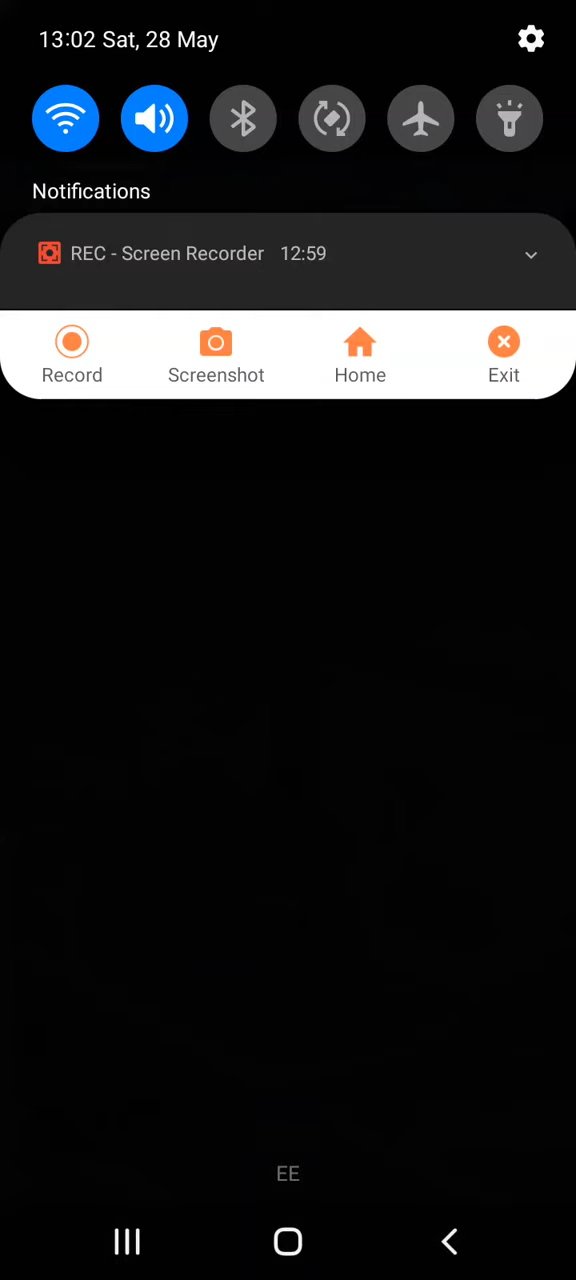 13:02 Sat, 28 May
Notifications
REC - Screen Recorder 12:59
Record Screenshot Home Exit
EE